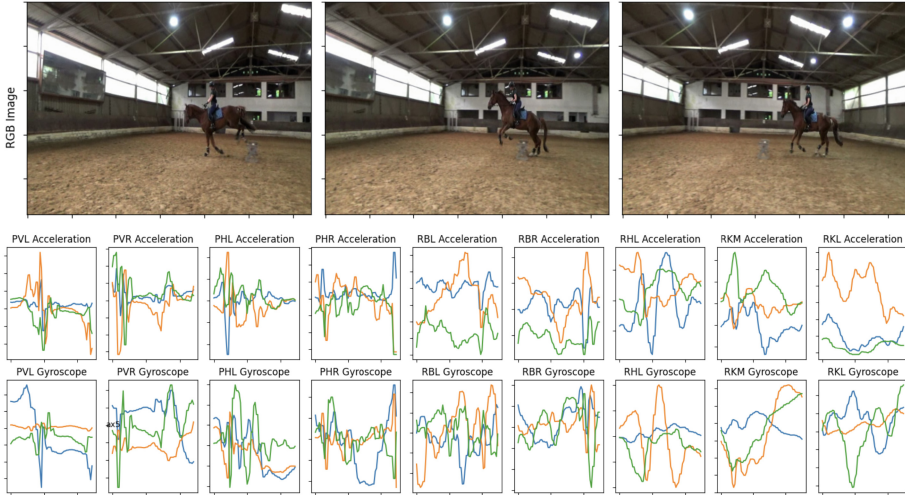 RGB Image
PVL Acceleration
PVR Acceleration
PHL Acceleration
PHR Acceleration
RBL Acceleration
RBR Acceleration
RHL Acceleration
RKM Acceleration
RKL Acceleration
PVL Gyroscope
PVR Gyroscope
PHL Gyroscope
PHR Gyroscope
RBL Gyroscope
RBR Gyroscope
RHL Gyroscope
RKM Gyroscope
RKL Gyroscope
ax5